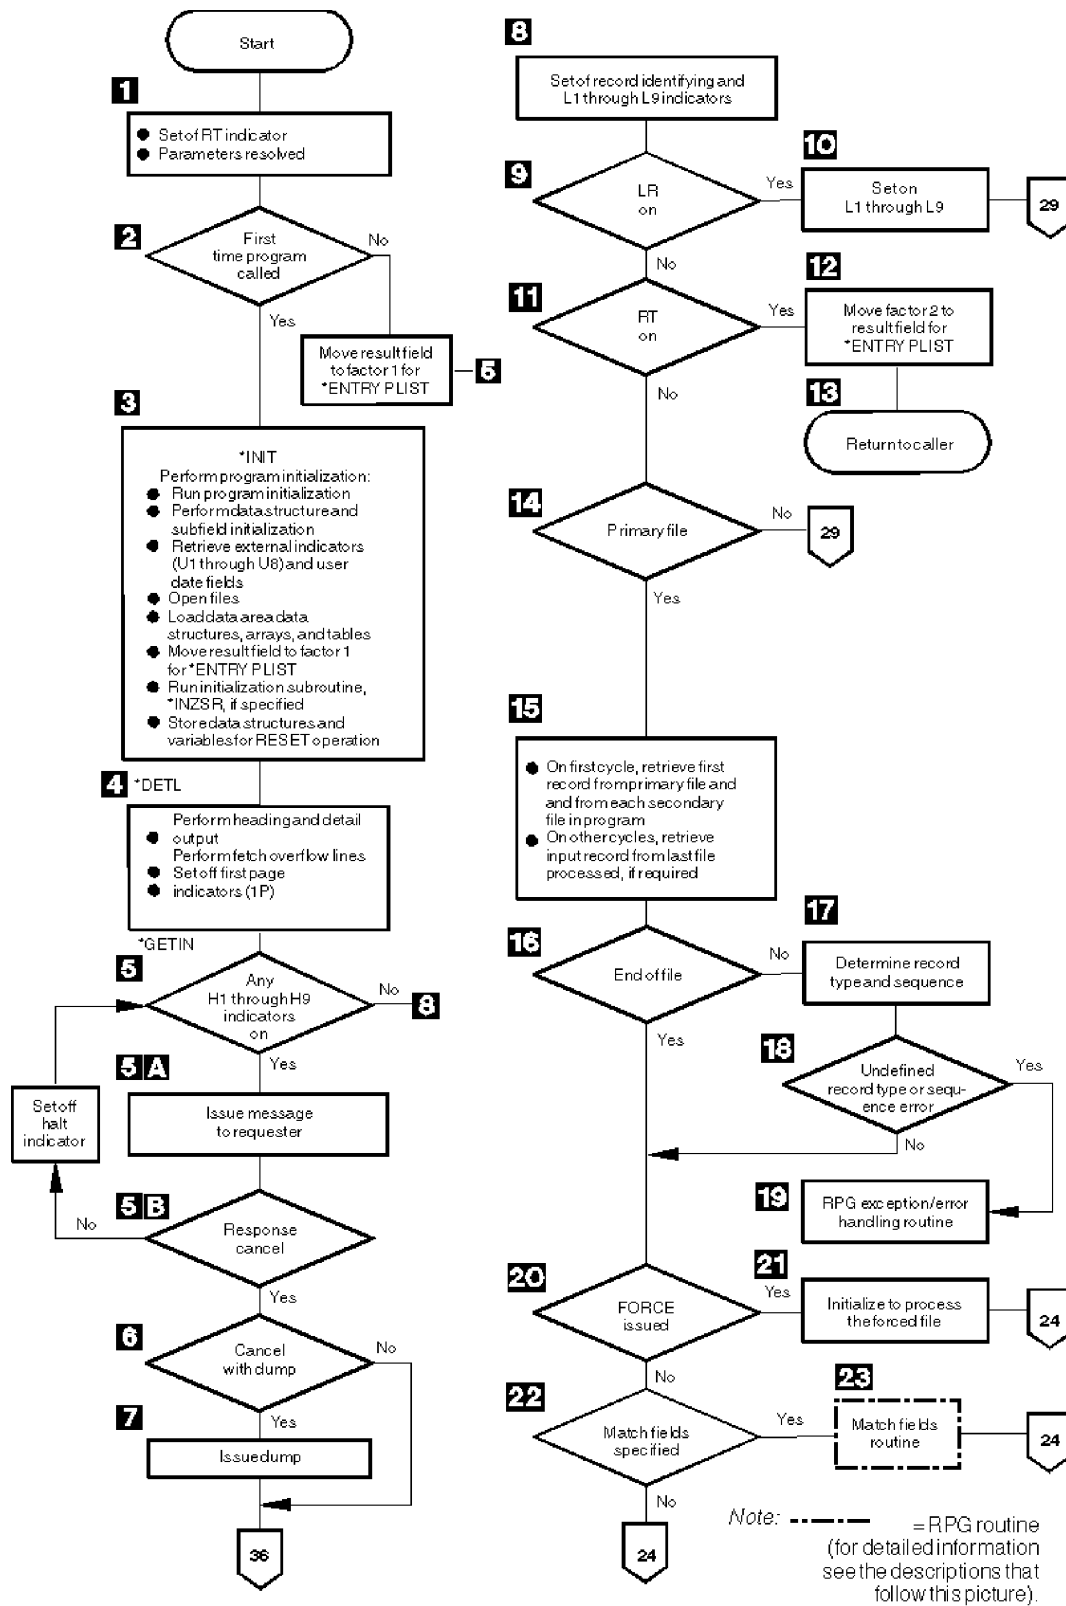 Start
1
Setof RT indicator
Parameters resolved
2
First
time program
called
No
Yes
Move result field
to factor 1 for
*ENTRY PLIST
5
3
*INIT
Perform program initialization:
Run program initialization
Perform data structure and
subfield initialization
Retrieve external indicators
(U1 through U8) and user
date fields
Open files
Load data area data
structures, arrays, and tables
Move result field to factor 1
for *ENTRY PLIST
Run initialization subroutine,
*INZSR, if specified
Store data structures and
variables for RESET operation
4 *DETL
Perform heading and detail
output
Perform fetch overflow lines
Set off first page
indicators (1P)
*GETIN
5
Any
H1 through H9
indicators
on
No
8
Yes
5 A
Issue message
to requester
Set off
halt
indicator
5 B
No
Response
cancel
Yes
6
Cancel
with dump
No
Yes
7
Issue dump
36
8
Set of record identifying and
L1 through L9 indicators
9
LR
on
Yes
10
Set on
L1 through L9
29
No
11
RT
on
Yes
12
Move factor 2 to
result field for
*ENTRY PLIST
No
13
Return to caller
14
Primary file
No
29
Yes
15
On first cycle, retrieve first
record from primary file and
and from each secondary
file in program
On other cycles, retrieve
input record from last file
processed, if required
16
End of file
No
17
Determine record
type and sequence
Yes
18
Undefined
record type or sequ-
ence error
Yes
No
19
RPG exception/error
handling routine
20
FORCE
issued
Yes
21
Initialize to process
the forced file
24
No
22
Match fields
specified
Yes
23
Match fields
routine
24
No
24
Note:
= RPG routine
(for detailed information
see the descriptions that
follow this picture).